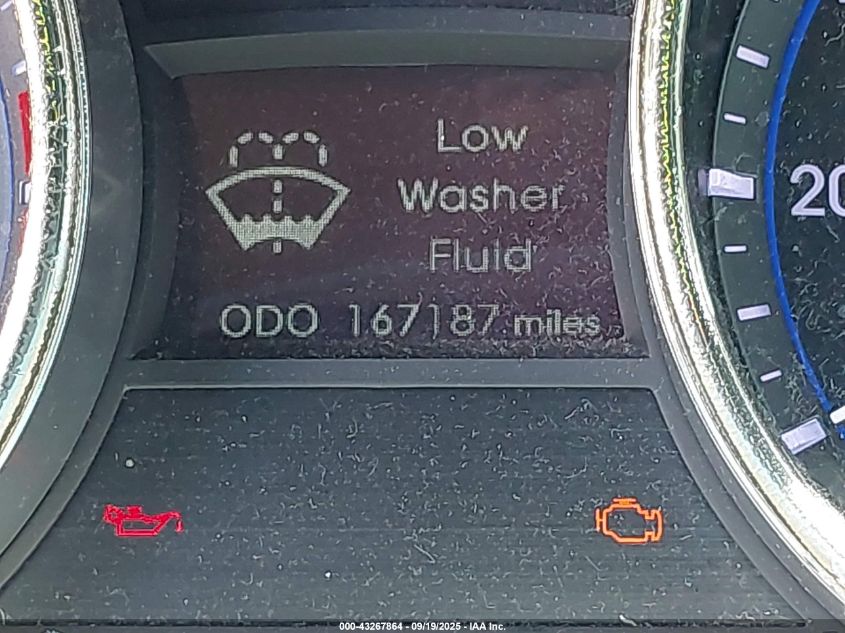 Low
Washer
Fluid
ODO 167187 miles
20
000-43267864 - 09/19/2025 - IAA Inc.